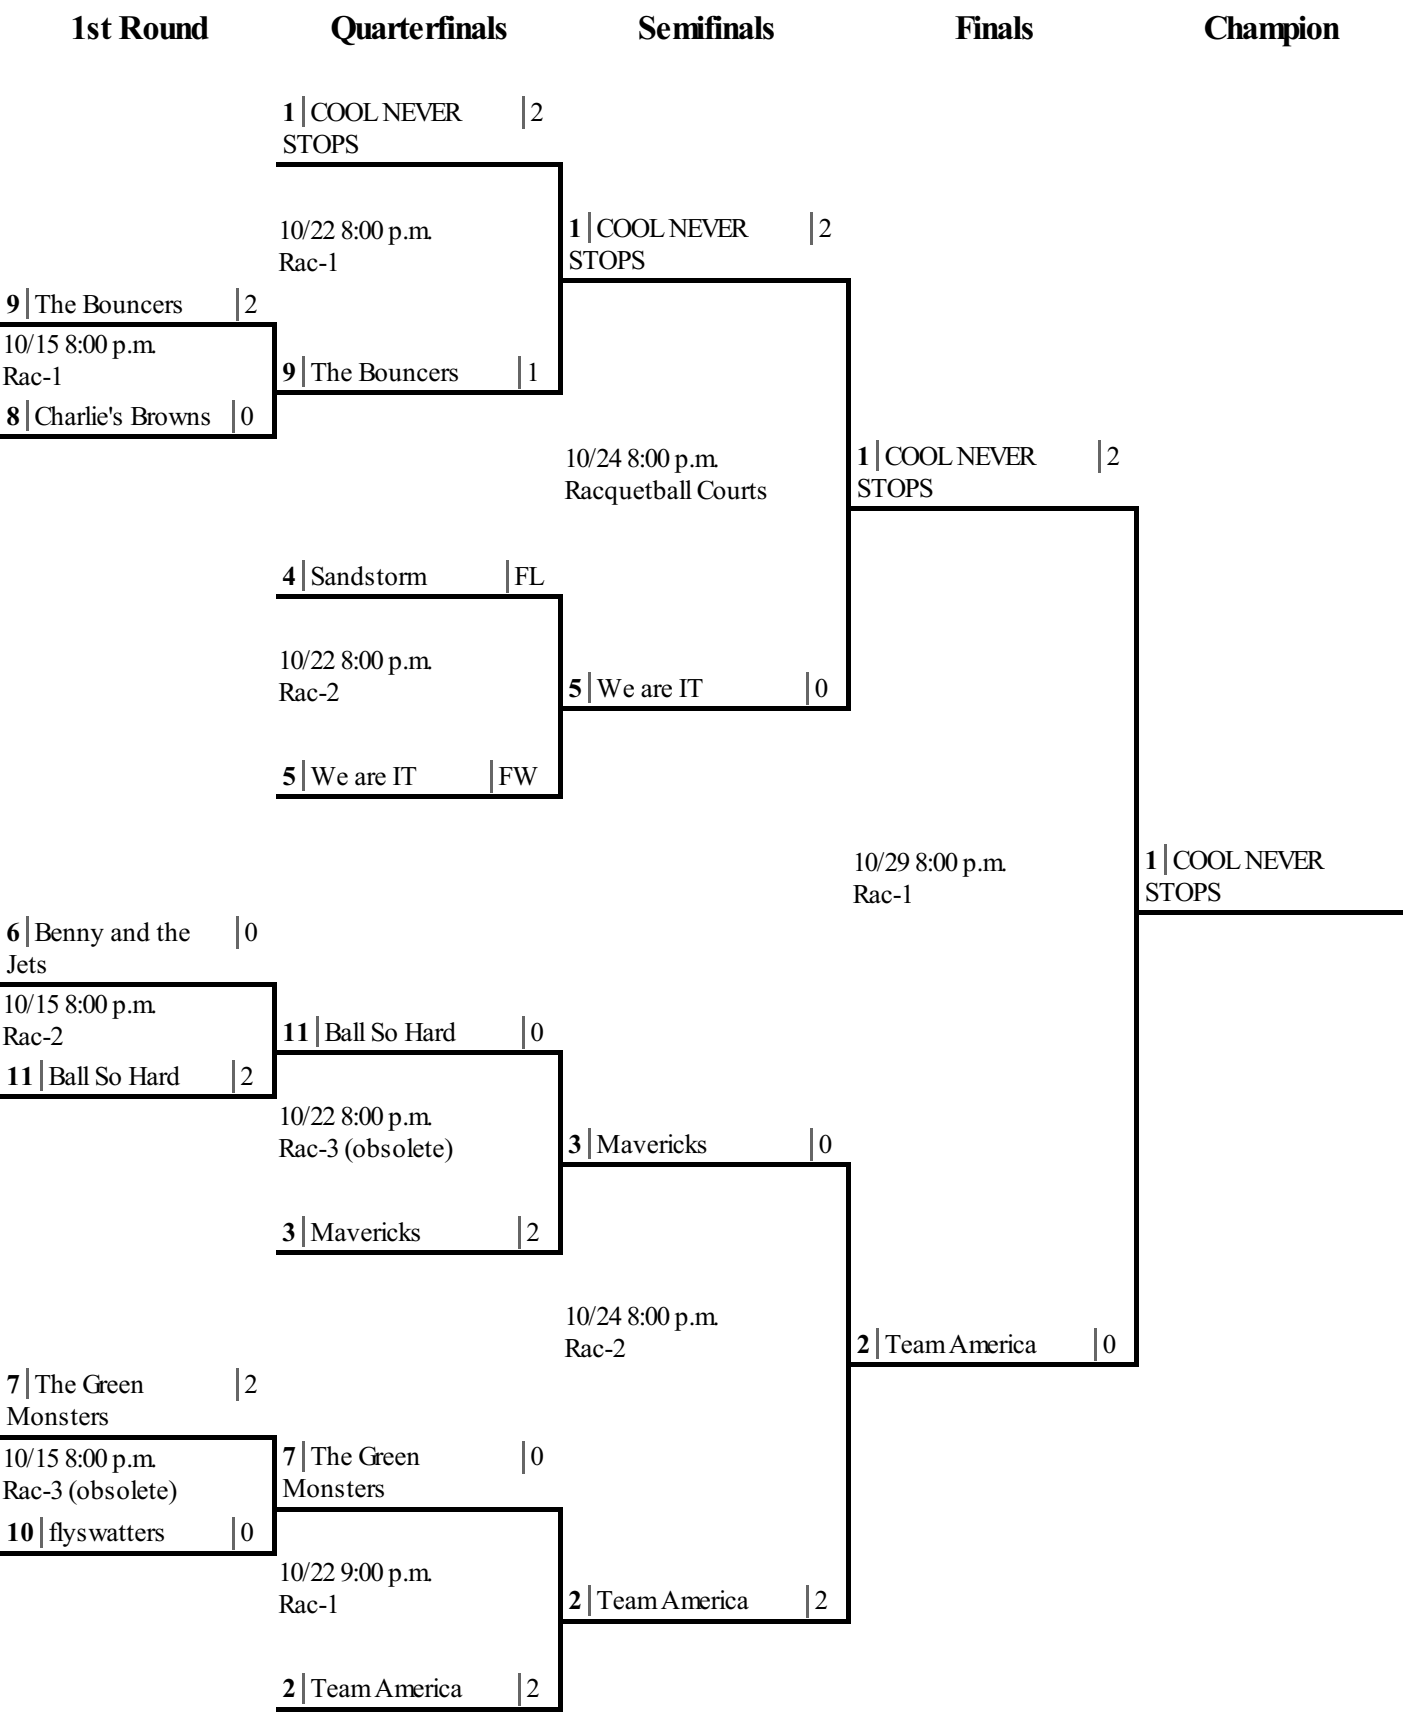 1st Round Quarterfinals Semifinals Finals Champion
1 COOL NEVER 2
STOPS
10/22 8:00 p.m.
Rac-1
1 COOL NEVER 2
STOPS
9 The Bouncers 2
10/15 8:00 p.m.
Rac-1
8 Charlie's Browns 0
9 The Bouncers 1
10/24 8:00 p.m.
Racquetball Courts
1 COOL NEVER 2
STOPS
4 Sandstorm FL
10/22 8:00 p.m.
Rac-2
5 We are IT 0
5 We are IT FW
10/29 8:00 p.m.
Rac-1
1 COOL NEVER
STOPS
6 Benny and the 0
Jets
10/15 8:00 p.m.
Rac-2
11 Ball So Hard 2
11 Ball So Hard 0
10/22 8:00 p.m.
Rac-3 (obsolete)
3 Mavericks 0
3 Mavericks 2
10/24 8:00 p.m.
Rac-2
2 Team America 0
7 The Green 2
Monsters
10/15 8:00 p.m.
Rac-3 (obsolete)
10 flyswatters 0
7 The Green 0
Monsters
10/22 9:00 p.m.
Rac-1
2 Team America 2
2 Team America 2